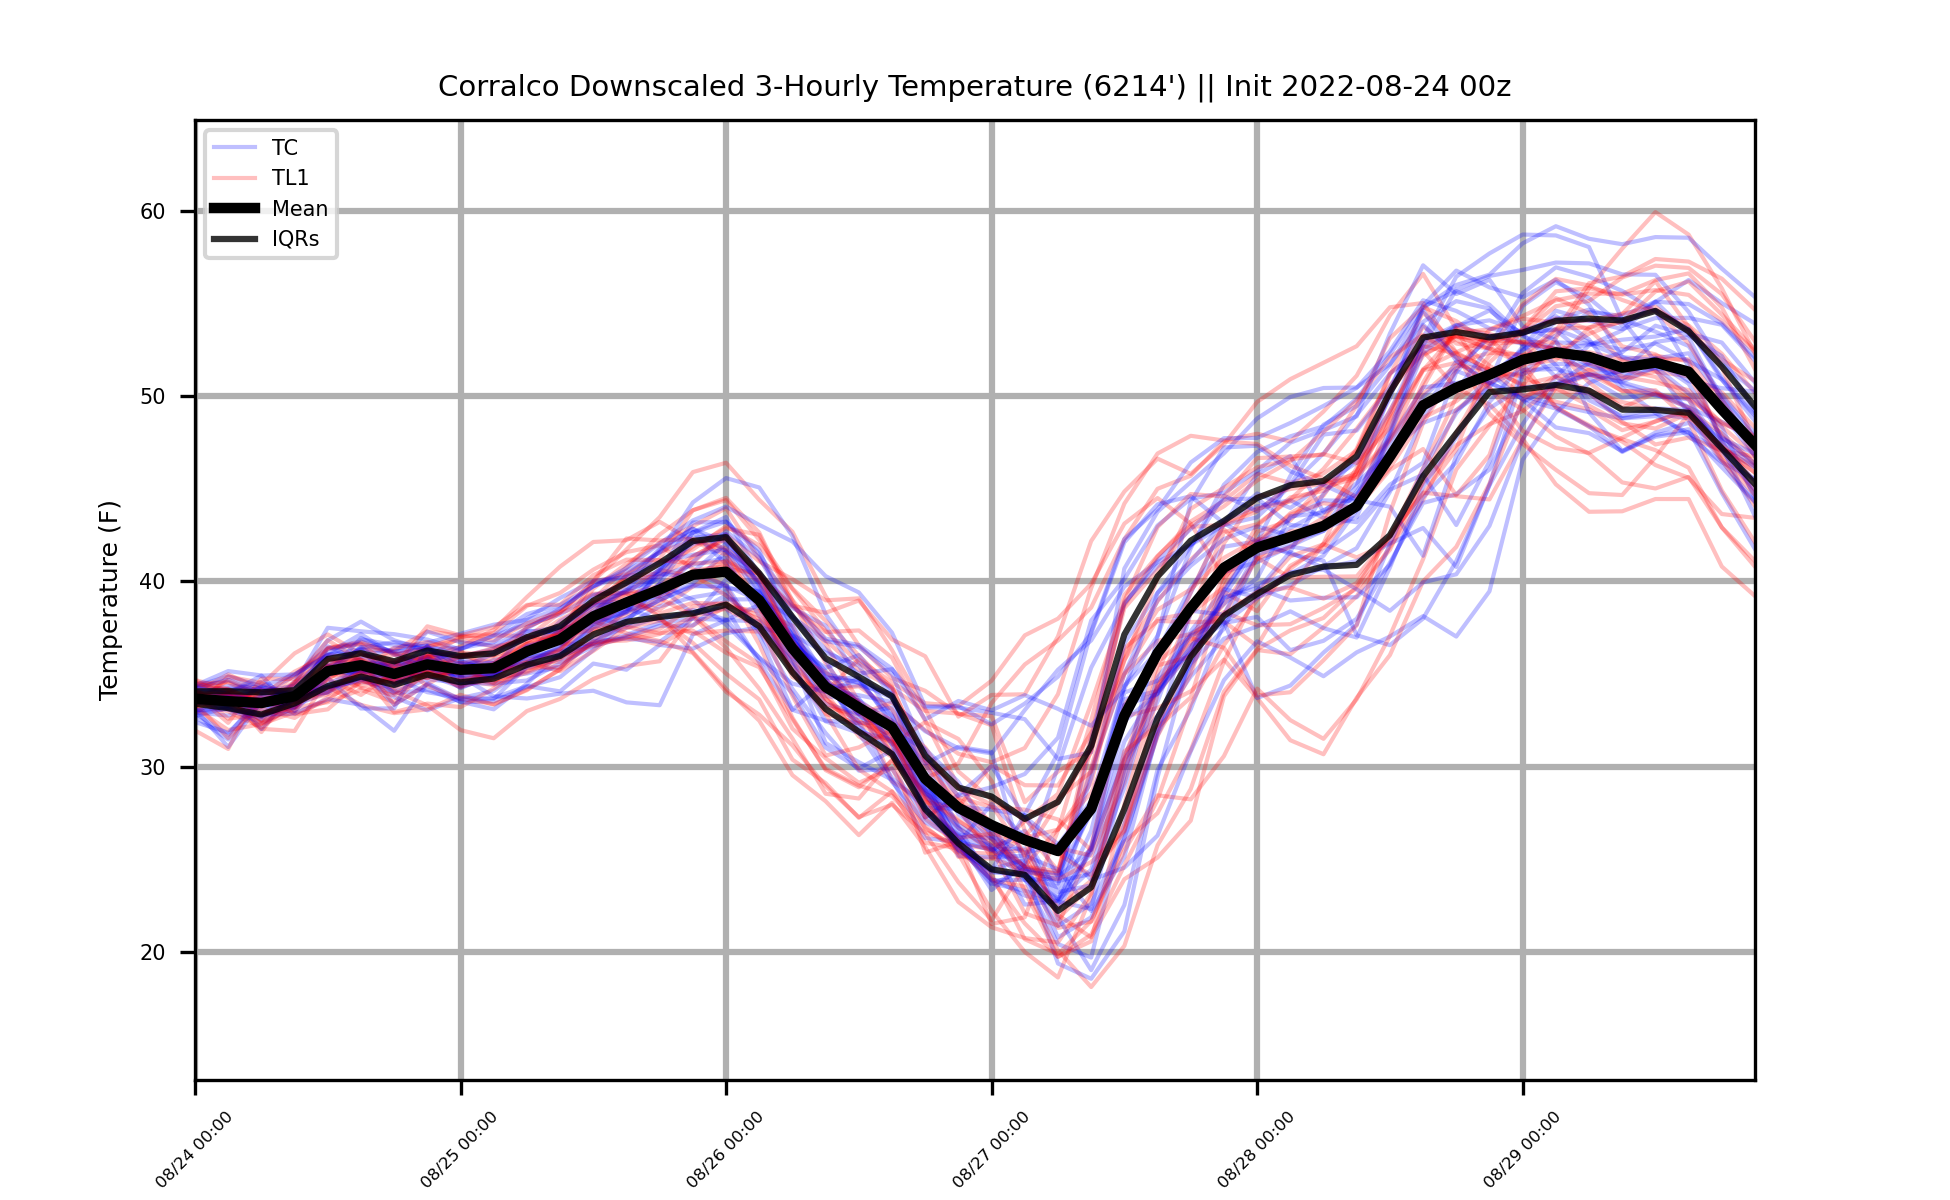 Corralco Downscaled 3-Hourly Temperature (6214') || Init 2022-08-24 00z
TC
TL1
Mean
IQRs
Temperature (F)
60
50
40
30
20
08/24 00:00
08/25 00:00
08/26 00:00
08/27 00:00
08/28 00:00
08/29 00:00